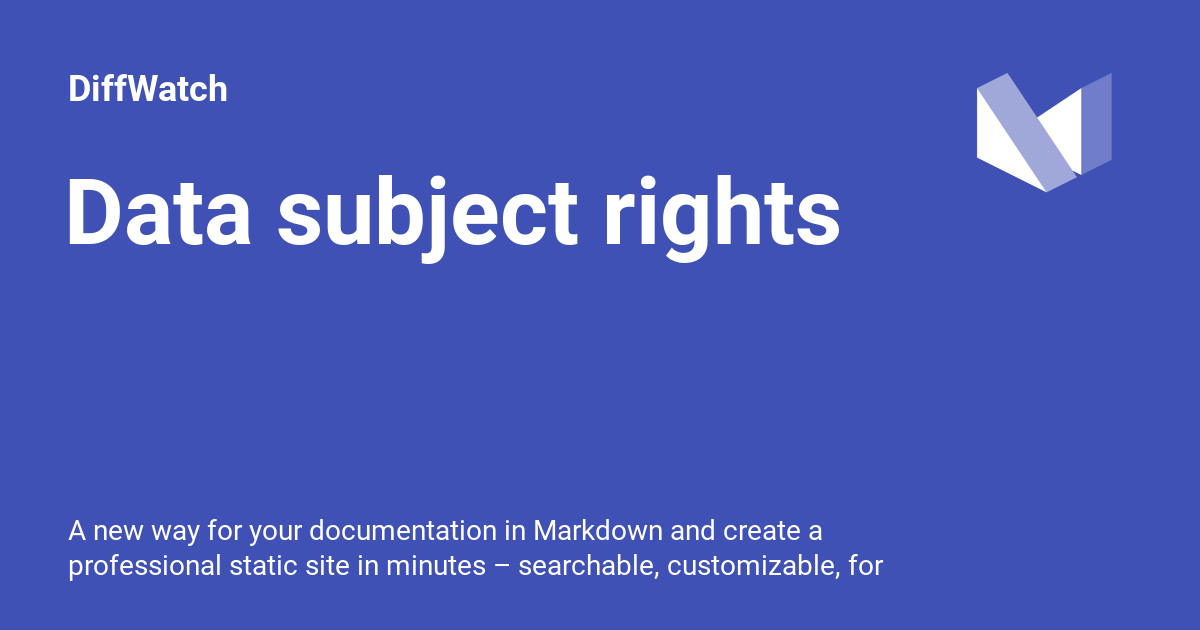 DiffWatch
Data subject rights
A new way for your documentation in Markdown and create a
professional static site in minutes – searchable, customizable, for